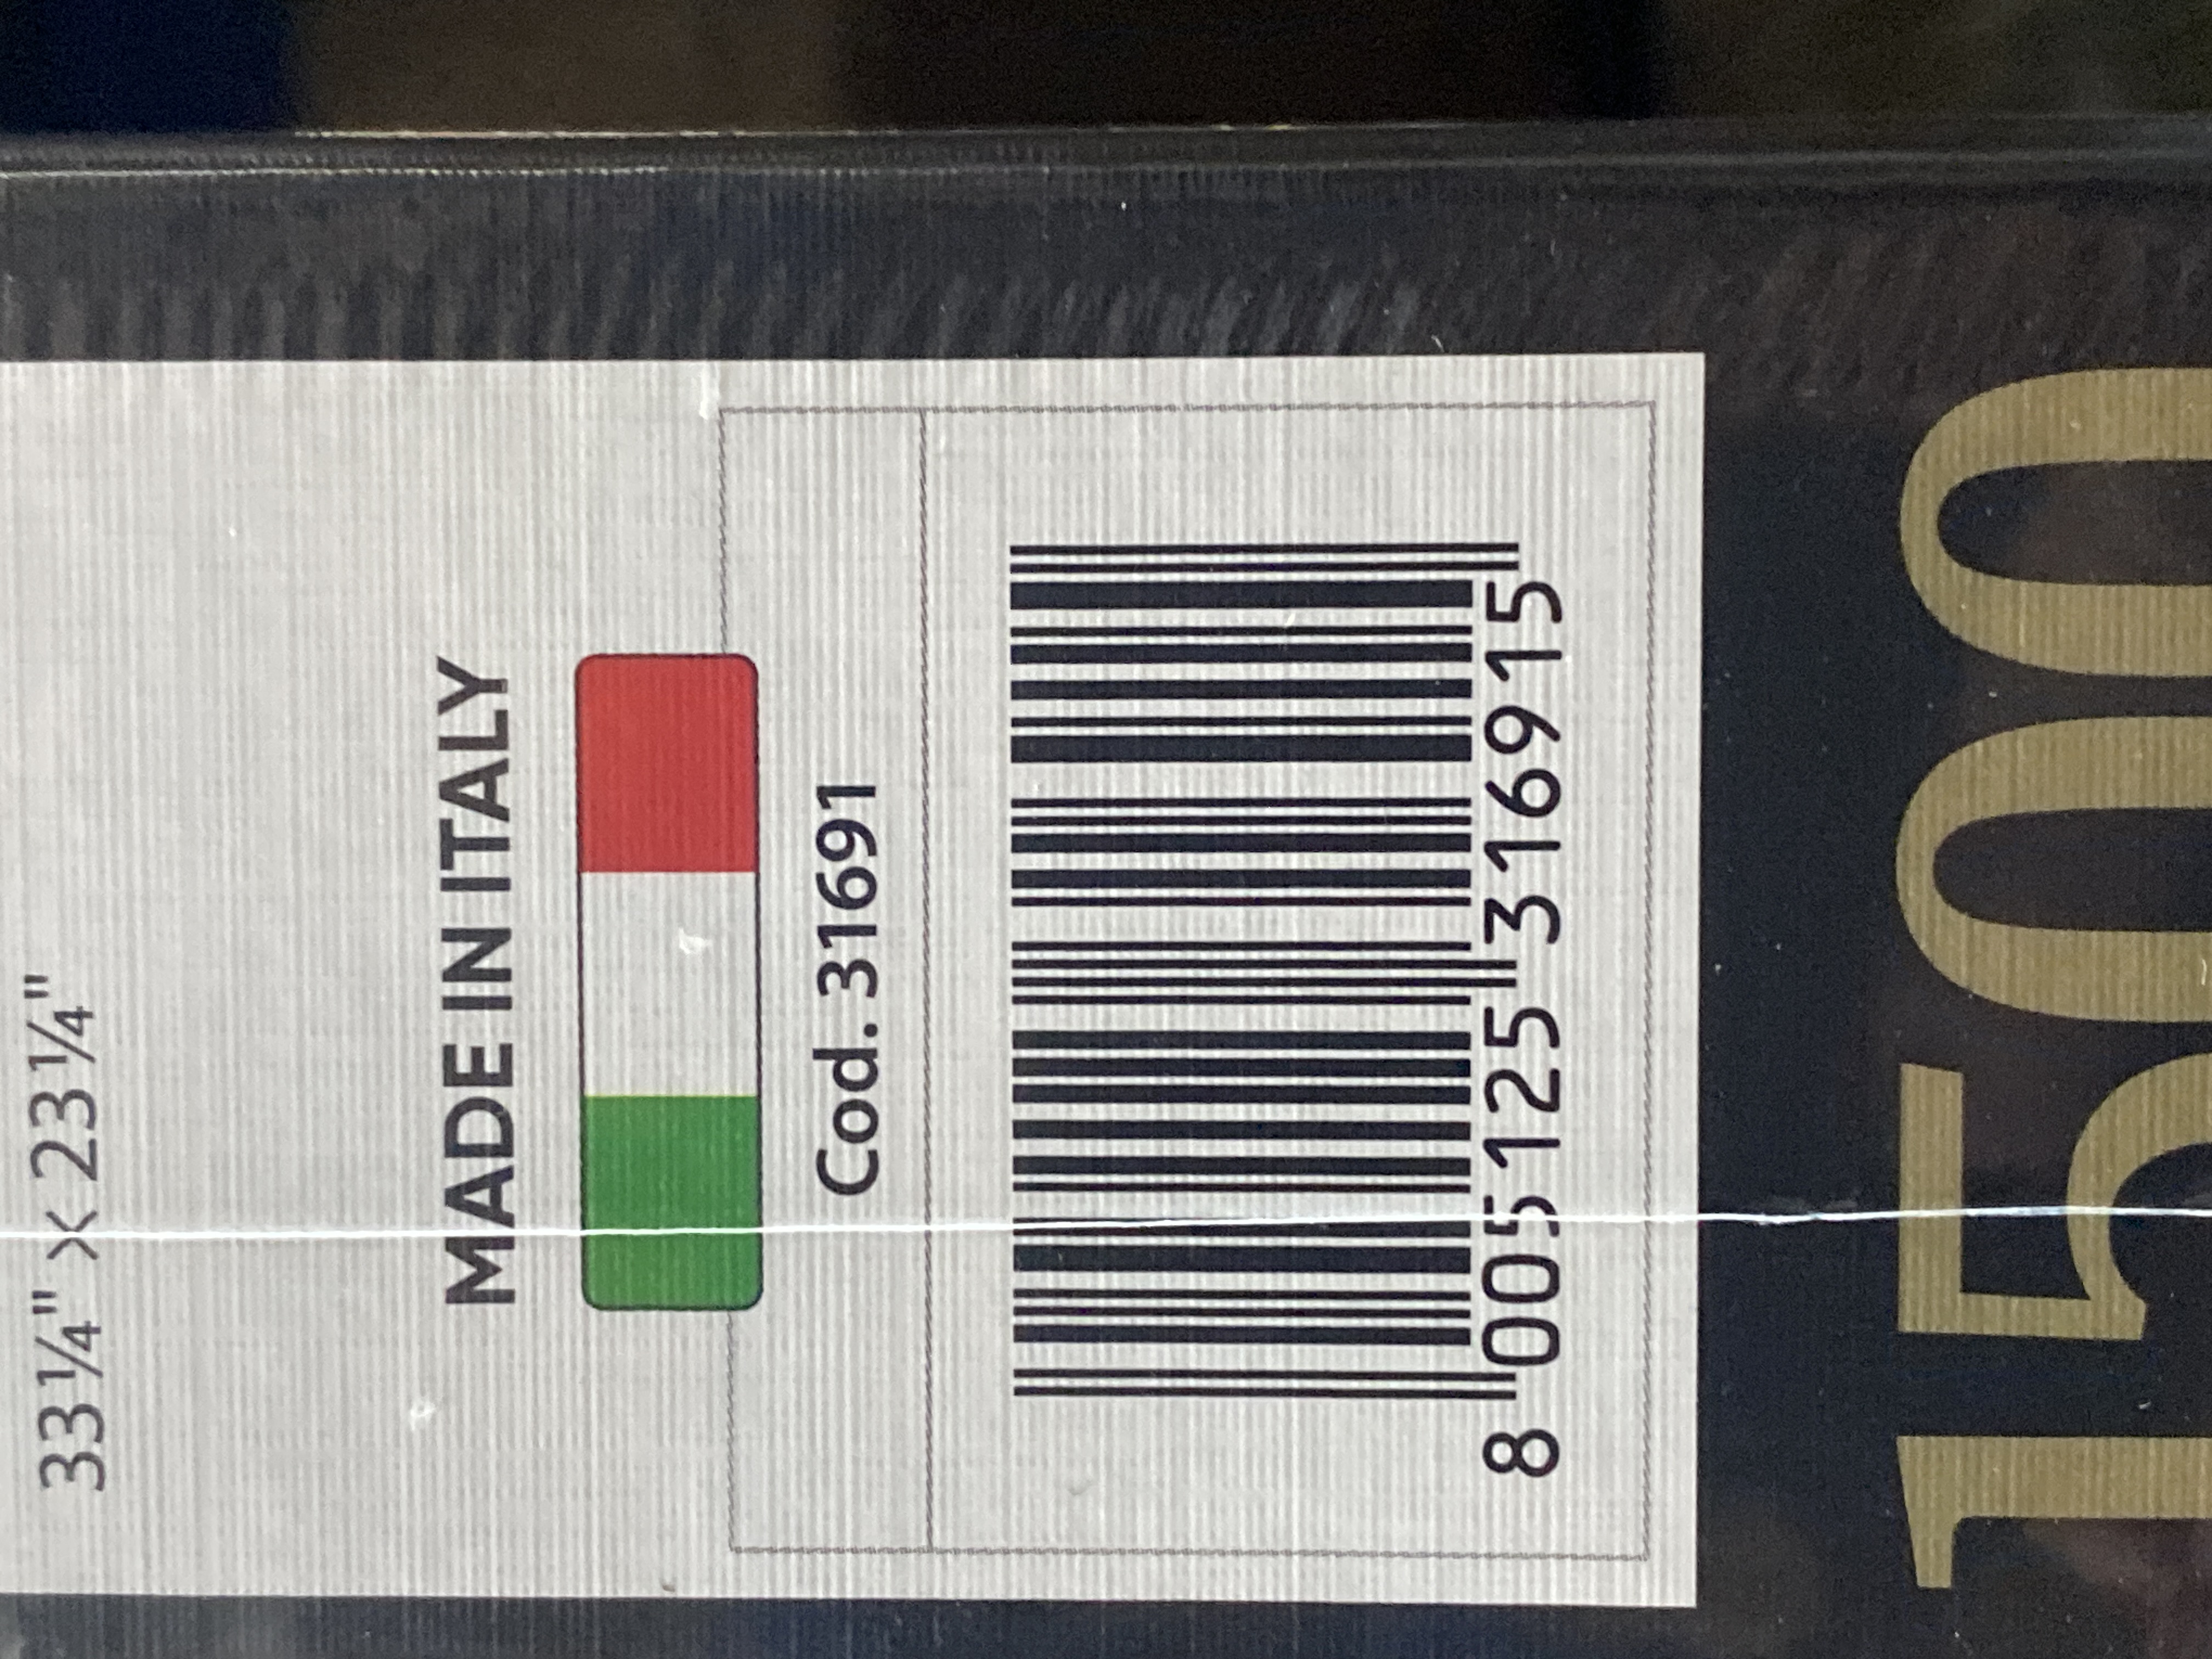 33¼" x 23¼"
MADE IN ITALY
Cod. 31691
8 005125 316915
1500